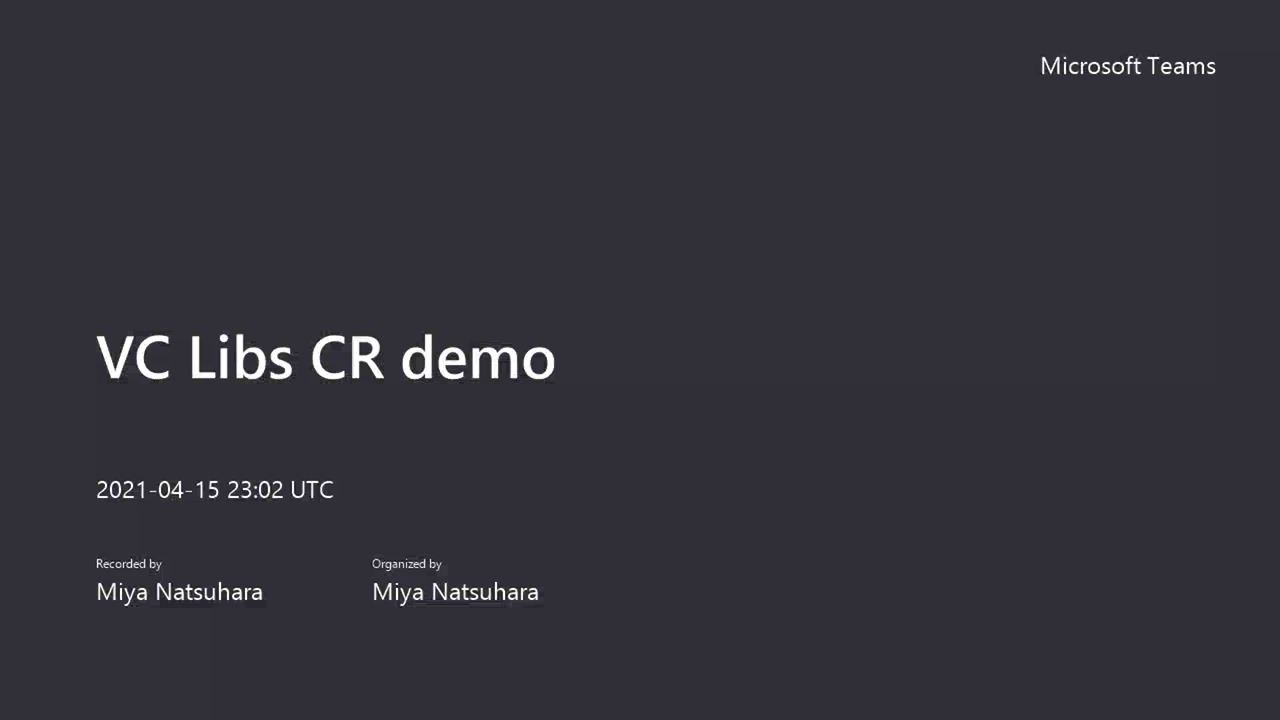 Microsoft Teams
VC Libs CR demo
2021-04-15 23:02 UTC
Recorded by
Miya Natsuhara
Organized by
Miya Natsuhara